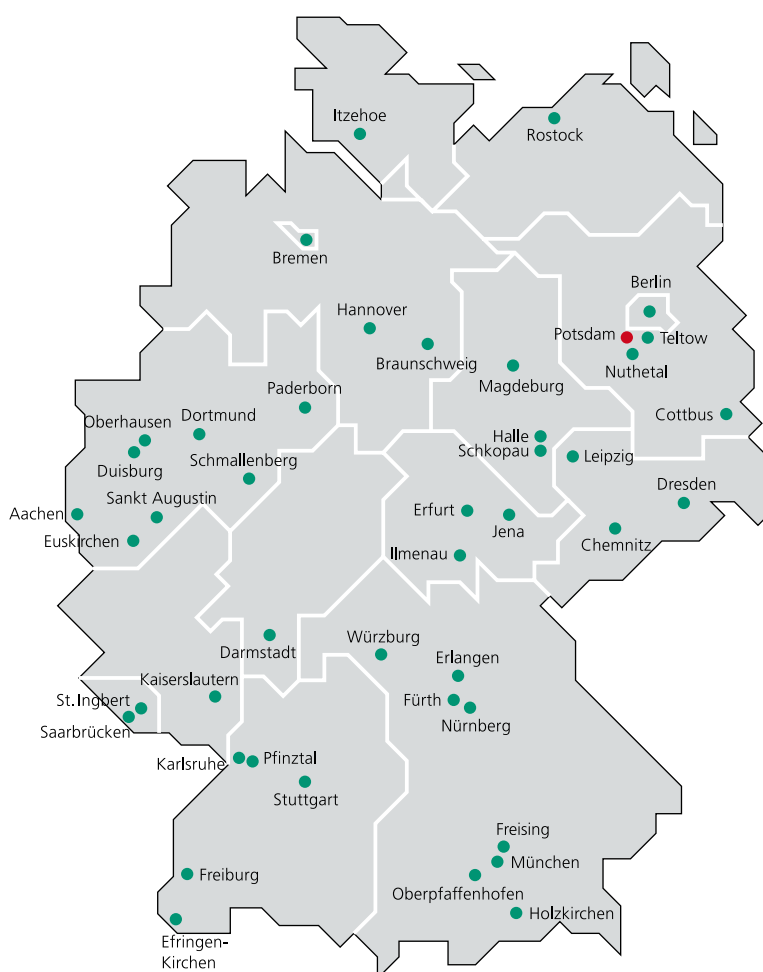 Itzehoe
Rostock
Bremen
Berlin
Hannover
Potsdam
Teltow
Braunschweig
Nuthetal
Magdeburg
Paderborn
Cottbus
Oberhausen
Dortmund
Halle
Schkopau
Leipzig
Duisburg
Schmallenberg
Dresden
Sankt Augustin
Aachen
Erfurt
Jena
Euskirchen
Chemnitz
Ilmenau
Würzburg
Darmstadt
Erlangen
Kaiserslautern
St. Ingbert
Fürth
Nürnberg
Saarbrücken
Karlsruhe
Pfinztal
Stuttgart
Freising
München
Freiburg
Oberpfaffenhofen
Holzkirchen
Efringen-
Kirchen